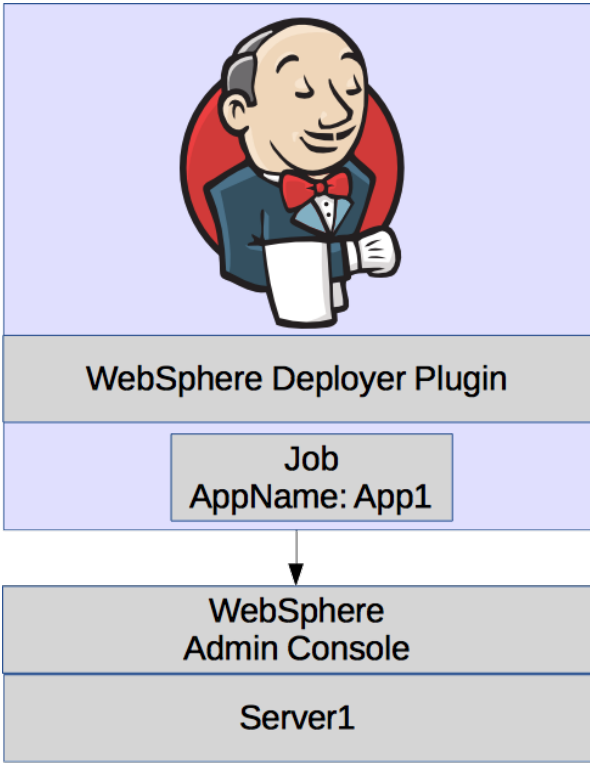 WebSphere Deployer Plugin
Job
AppName: App1
WebSphere
Admin Console
Server1